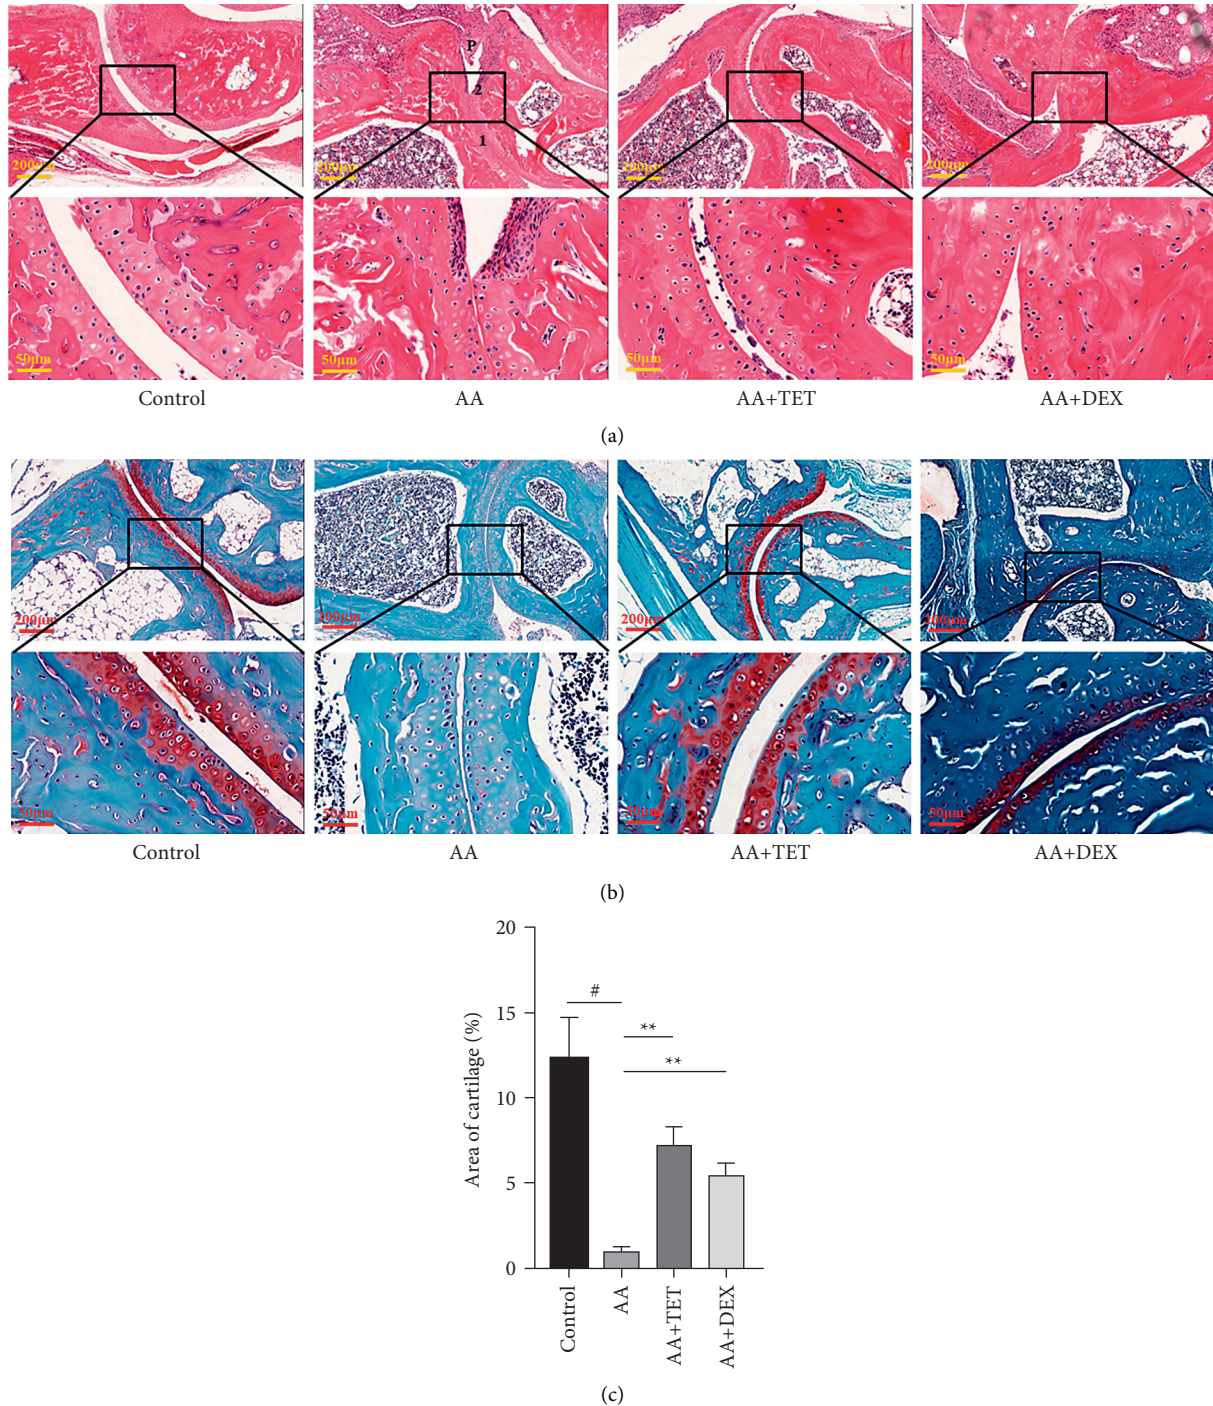 P
2
1
200μm
200μm
200μm
200μm
50μm
50μm
50μm
50μm
Control
AA
AA+TET
AA+DEX
(a)
200μm
200μm
200μm
200μm
50μm
50μm
50μm
50μm
Control
AA
AA+TET
AA+DEX
(b)
Area of cartilage (%)
20
15
10
5
0
#
**
**
Control
AA
AA+TET
AA+DEX
(c)